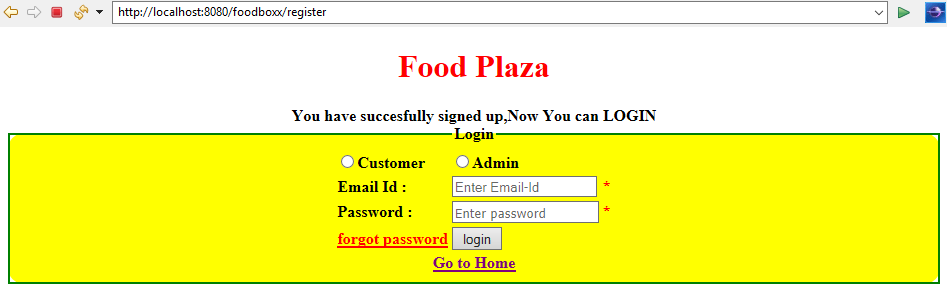 http://localhost:8080/foodboxx/register
Food Plaza
You have succesfully signed up,Now You can LOGIN
Login
Customer Admin
Email Id : Enter Email-Id *
Password : Enter password *
forgot password login
Go to Home